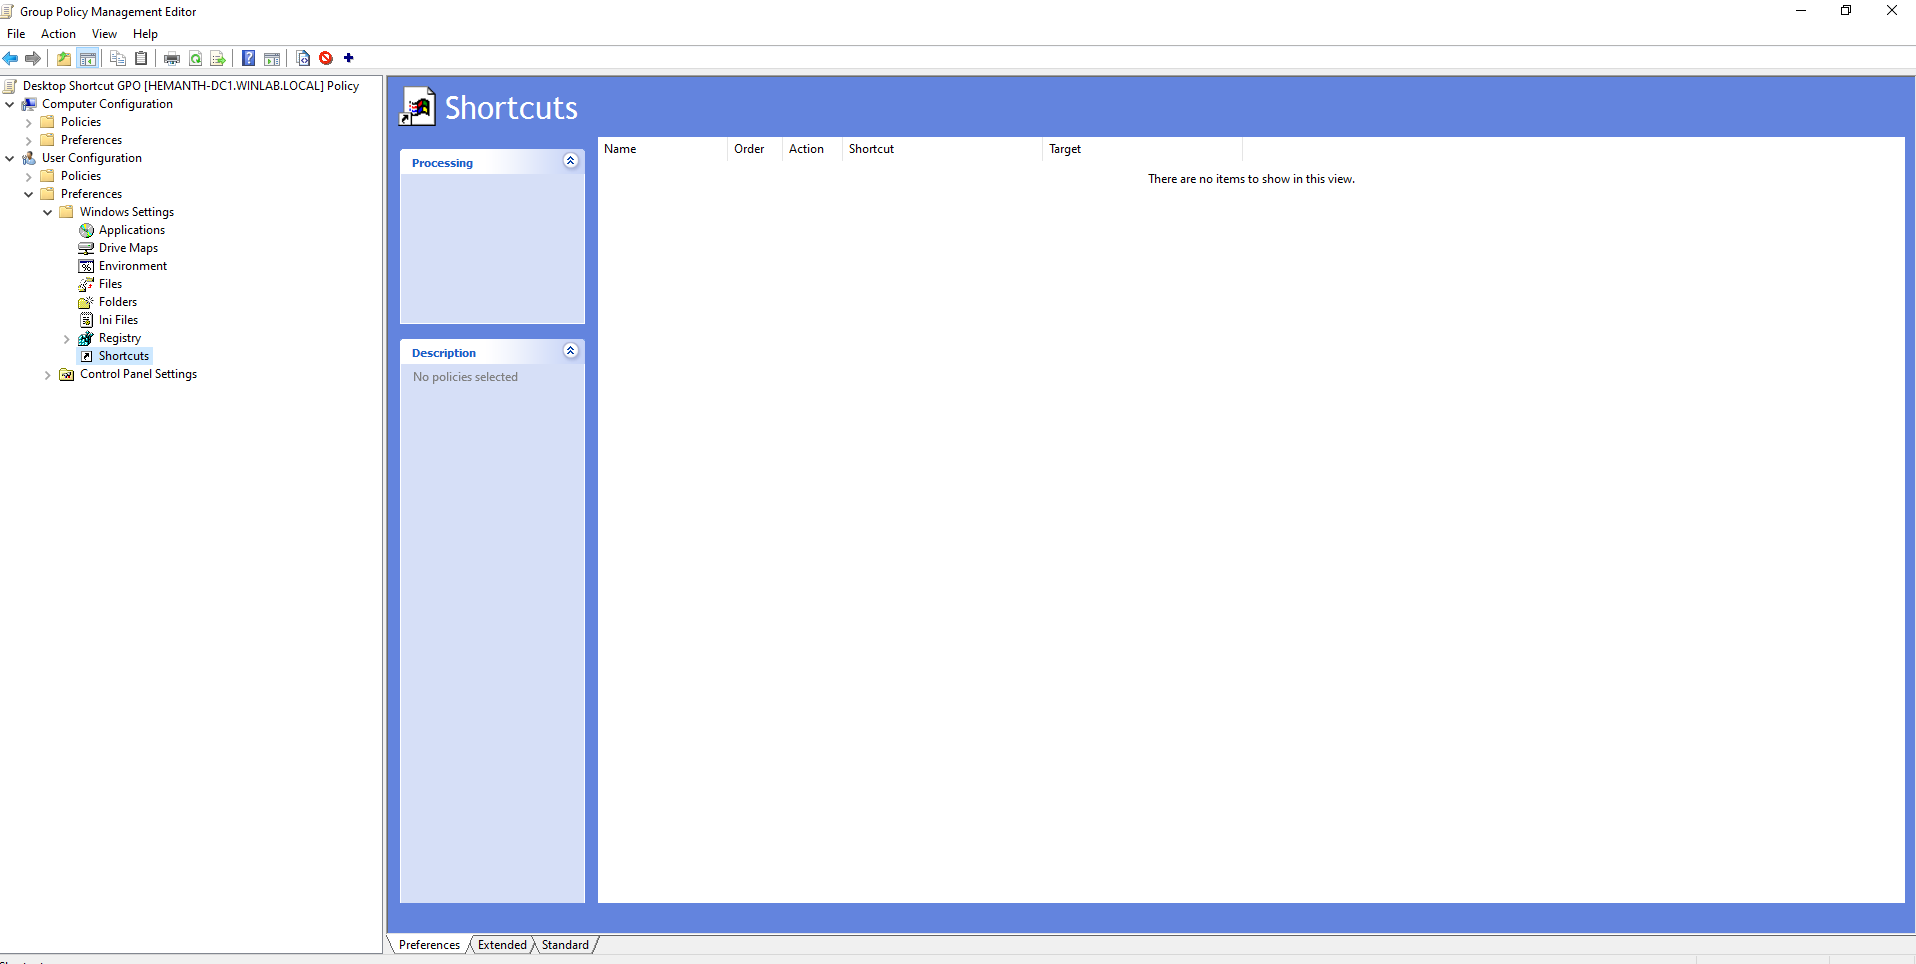 Group Policy Management Editor
File Action View Help
Desktop Shortcut GPO [HEMANTH-DC1.WINLAB.LOCAL] Policy
Computer Configuration
Policies
Preferences
User Configuration
Policies
Preferences
Windows Settings
Applications
Drive Maps
Environment
Files
Folders
Ini Files
Registry
Shortcuts
Control Panel Settings
Shortcuts
Processing
Description
No policies selected
Name Order Action Shortcut Target
There are no items to show in this view.
Preferences Extended Standard